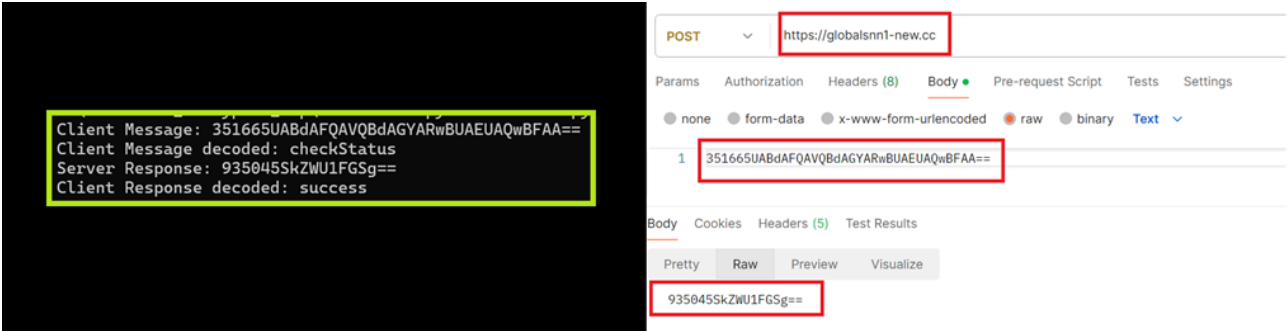 Client Message: 351665UABdAFQAVQBdAGYARwBUAEUAQwBFAA==
Client Message decoded: checkStatus
Server Response: 935045SkZWU1FGSg==
Client Response decoded: success
POST https://globalsnn1-new.cc
Params Authorization Headers (8) Body Pre-request Script Tests Settings
none form-data x-www-form-urlencoded raw binary Text
1 351665UABdAFQAVQBdAGYARwBUAEUAQwBFAA==
Body Cookies Headers (5) Test Results
Pretty Raw Preview Visualize
935045SkZWU1FGSg==